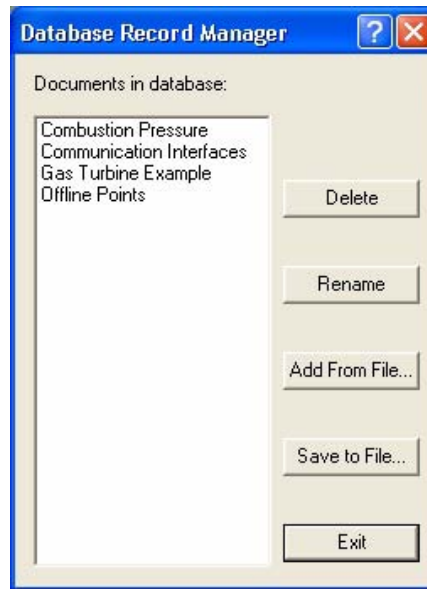 Database Record Manager
Documents in database:
Combustion Pressure
Communication Interfaces
Gas Turbine Example
Offline Points
Delete
Rename
Add From File...
Save to File...
Exit